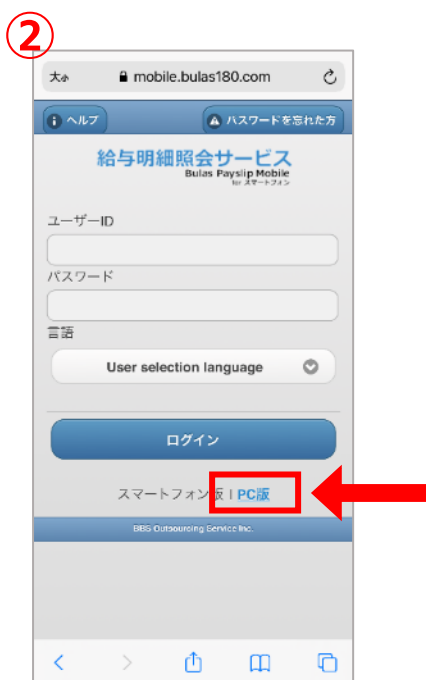 ②
大小 mobile.bulas180.com
ヘルプ パスワードを忘れた方
給与明細照会サービス
Bulas Payslip Mobile
for スマートフォン
ユーザーID
パスワード
言語
User selection language
ログイン
スマートフォン版 | PC版
BBS Outsourcing Service Inc.